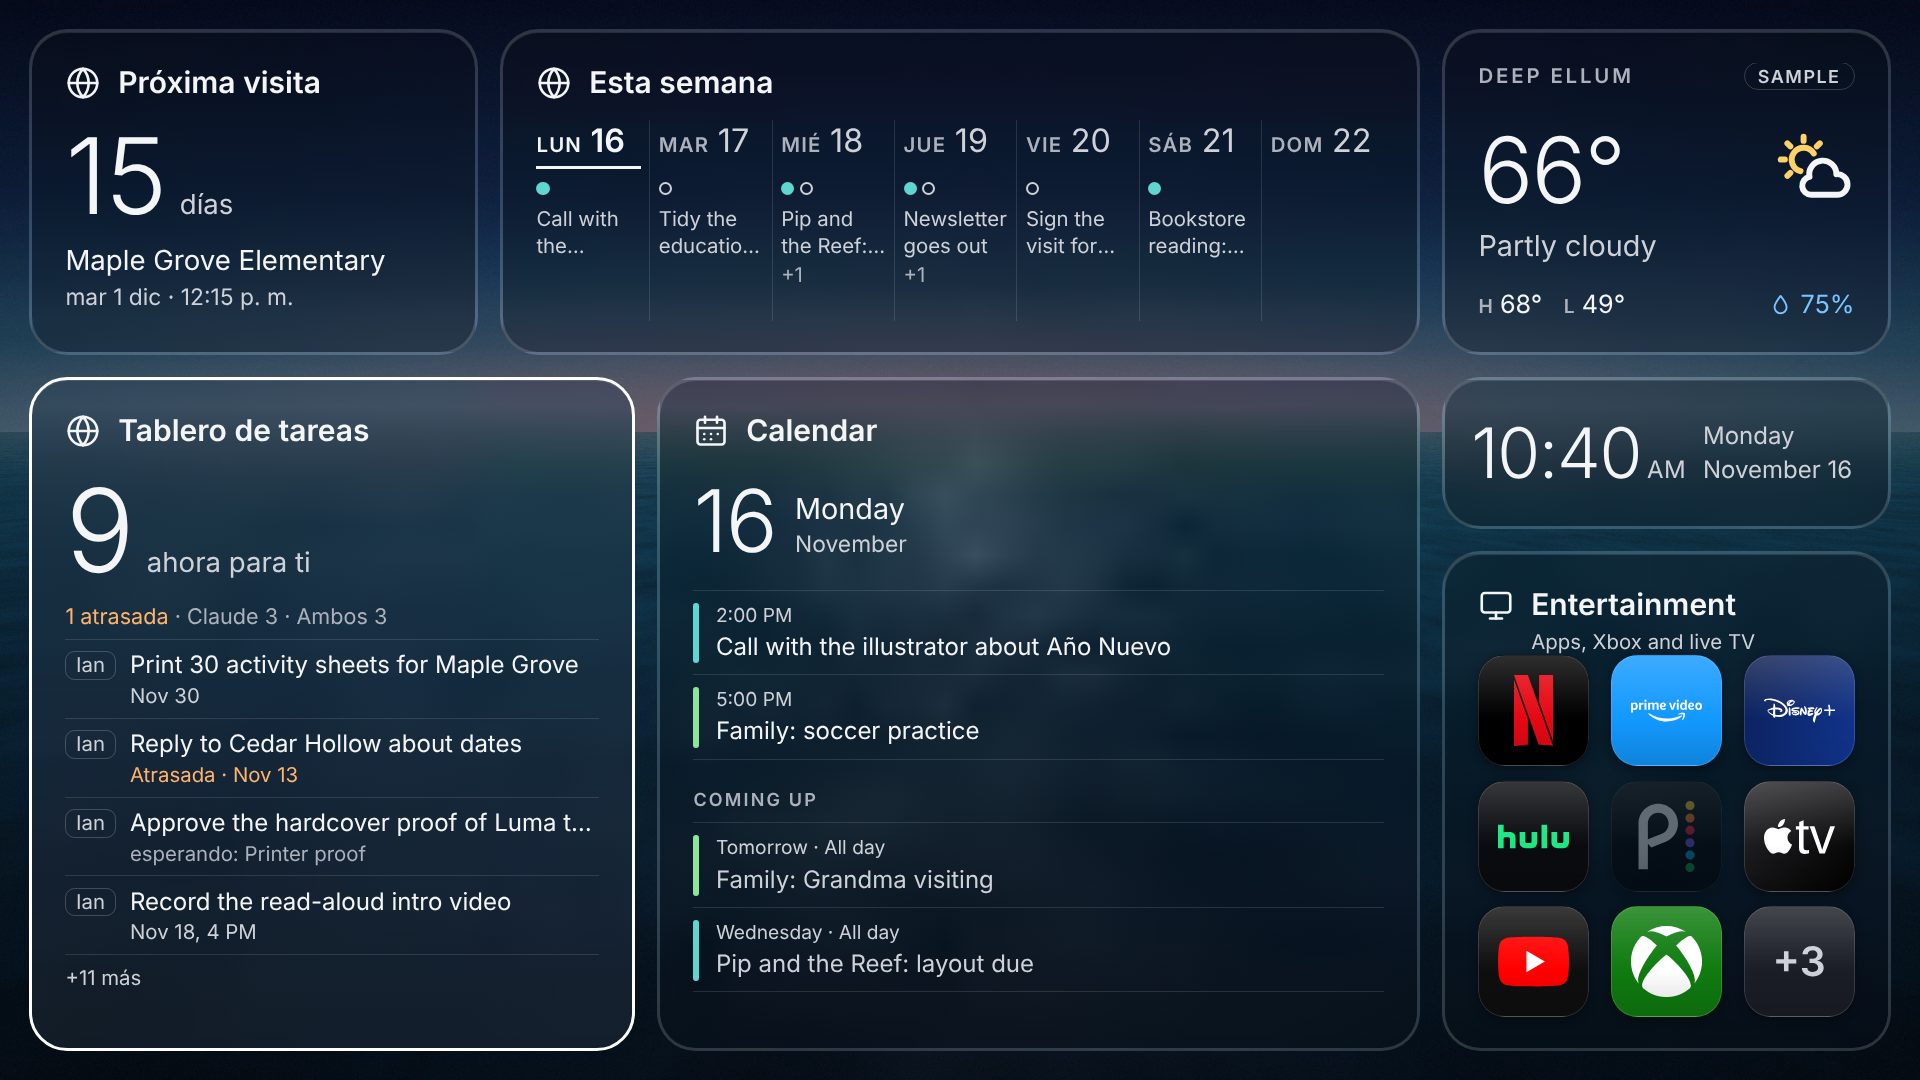 Próxima visita
15 días
Maple Grove Elementary
mar 1 dic · 12:15 p. m.
Esta semana
LUN 16
Call with
the...
MAR 17
Tidy the
educatio...
MIÉ 18
Pip and
the Reef:...
+1
JUE 19
Newsletter
goes out
+1
VIE 20
Sign the
visit for...
SÁB 21
Bookstore
reading:...
DOM 22
DEEP ELLUM
SAMPLE
66°
Partly cloudy
H 68° L 49°
75%
Tablero de tareas
9 ahora para ti
1 atrasada · Claude 3 · Ambos 3
Ian Print 30 activity sheets for Maple Grove
Nov 30
Ian Reply to Cedar Hollow about dates
Atrasada · Nov 13
Ian Approve the hardcover proof of Luma t...
esperando: Printer proof
Ian Record the read-aloud intro video
Nov 18, 4 PM
+11 más
Calendar
16 Monday
November
2:00 PM
Call with the illustrator about Año Nuevo
5:00 PM
Family: soccer practice
COMING UP
Tomorrow · All day
Family: Grandma visiting
Wednesday · All day
Pip and the Reef: layout due
10:40 AM
Monday
November 16
Entertainment
Apps, Xbox and live TV
N
prime video
Disney+
hulu
P
tv
+3